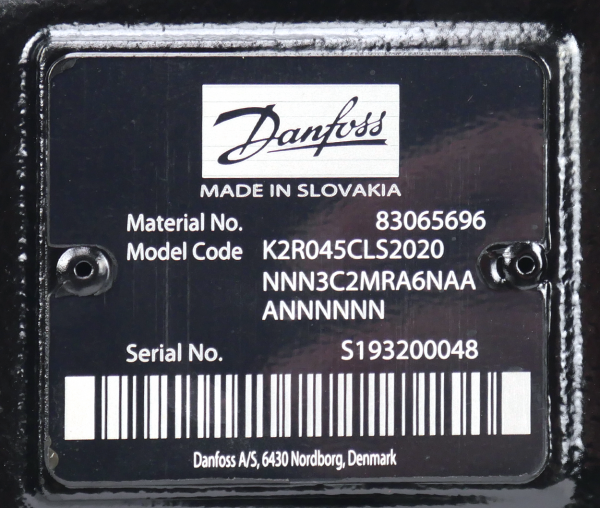 Danfoss
MADE IN SLOVAKIA
Material No. 83065696
Model Code K2R045CLS2020
NNN3C2MRA6NAA
ANNNNNN
Serial No. S193200048
Danfoss A/S, 6430 Nordborg, Denmark